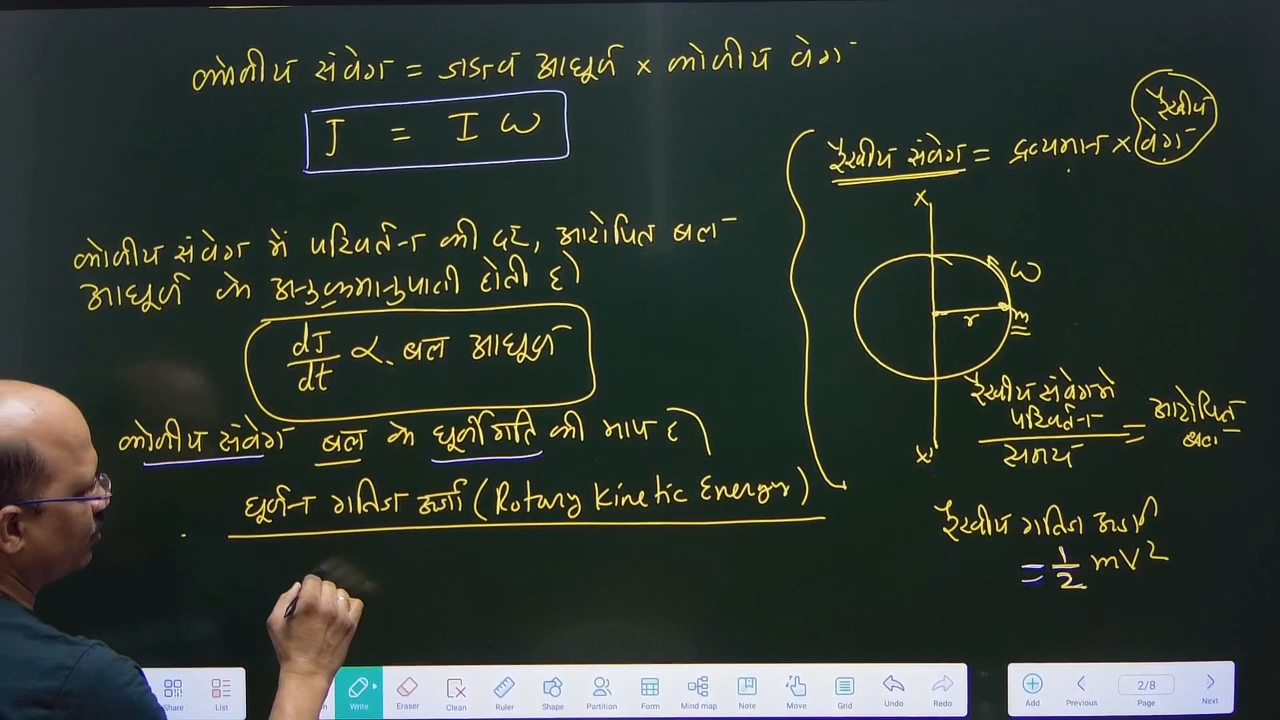 कोणीय संवेग = जडत्व आघूर्ण × कोणीय वेग
J = I ω
कोणीय संवेग में परिवर्तन की दर, आरोपित बल
आघूर्ण के अनुक्रमानुपाती होती है।
dJ/dt ∝ बल आघूर्ण
कोणीय संवेग बल के घूर्णगति की माप है
घूर्णन गतिज ऊर्जा (Rotary Kinetic Energy)
रैखीय
रैखीय संवेग = द्रव्यमान × वेग
X
ω
r m
X'
रैखीय संवेग में
परिवर्तन
समय
= आरोपित
बल
रैखीय गतिज ऊर्जा
= 1/2 mv²
Share List Write Eraser Clean Ruler Shape Partition Form Mind map Note Move Grid Undo Redo
Add Previous 2/8 Page Next